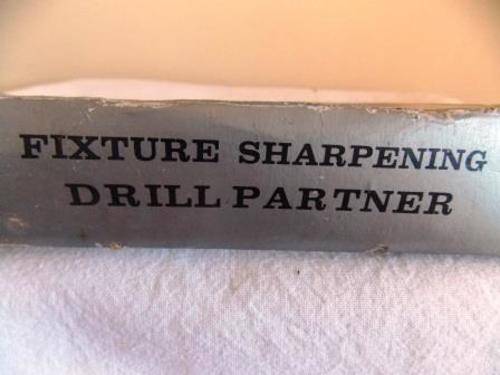 FIXTURE SHARPENING
DRILL PARTNER